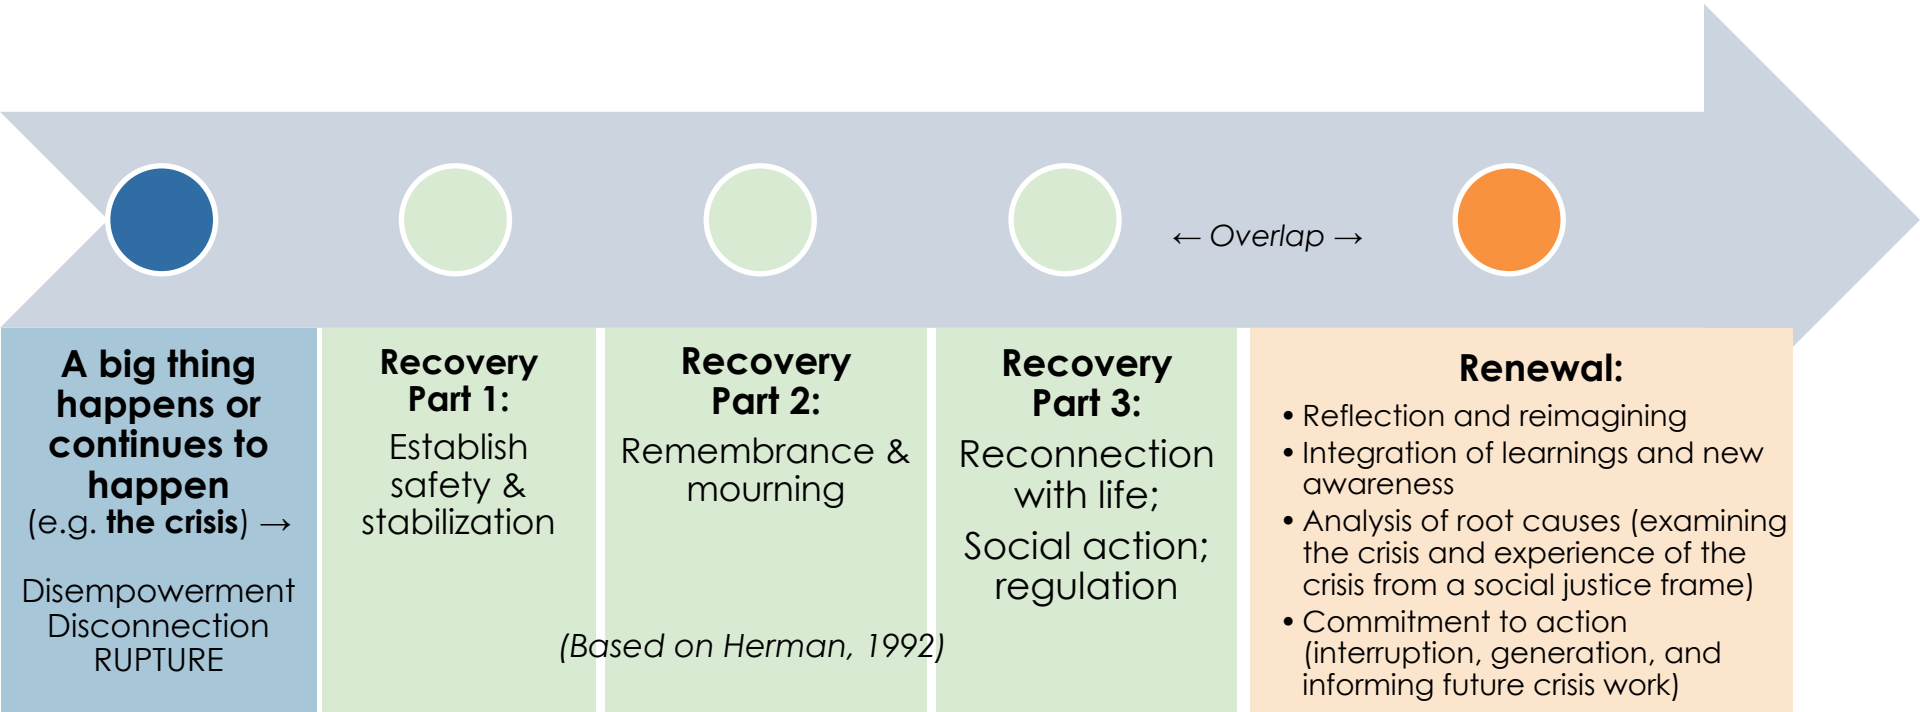 ← Overlap →
A big thing
happens or
continues to
happen
(e.g. the crisis) →
Disempowerment
Disconnection
RUPTURE
Recovery
Part 1:
Establish
safety &
stabilization
Recovery
Part 2:
Remembrance &
mourning
(Based on Herman, 1992)
Recovery
Part 3:
Reconnection
with life;
Social action;
regulation
Renewal:
• Reflection and reimagining
• Integration of learnings and new
awareness
• Analysis of root causes (examining
the crisis and experience of the
crisis from a social justice frame)
• Commitment to action
(interruption, generation, and
informing future crisis work)